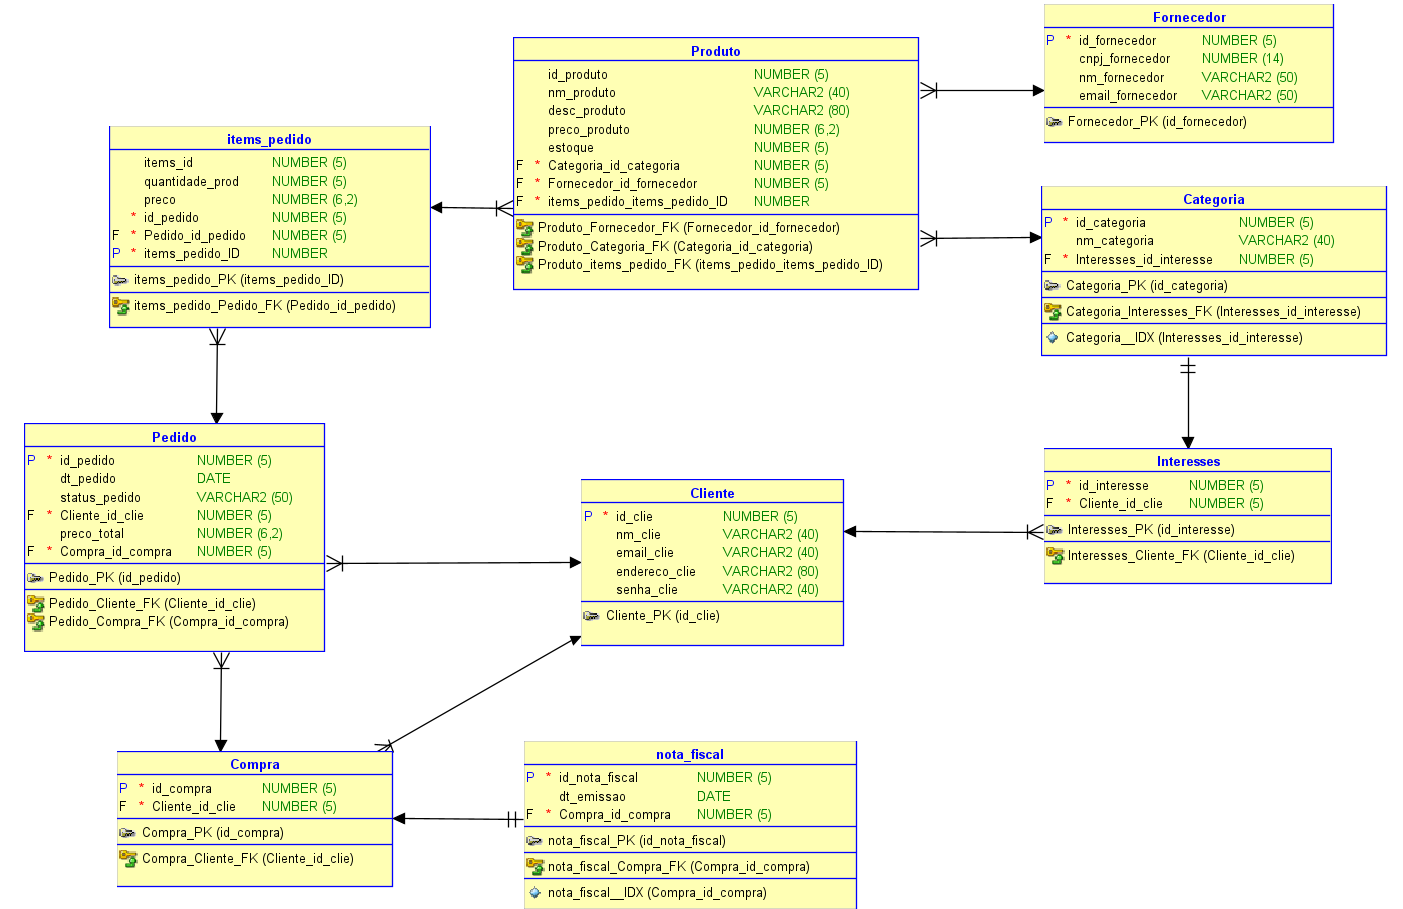 Fornecedor
P * id_fornecedor NUMBER (5)
cnpj_fornecedor NUMBER (14)
nm_fornecedor VARCHAR2 (50)
email_fornecedor VARCHAR2 (50)
Fornecedor_PK (id_fornecedor)
Produto
id_produto NUMBER (5)
nm_produto VARCHAR2 (40)
desc_produto VARCHAR2 (80)
preco_produto NUMBER (6,2)
estoque NUMBER (5)
F * Categoria_id_categoria NUMBER (5)
F * Fornecedor_id_fornecedor NUMBER (5)
F * items_pedido_items_pedido_ID NUMBER
Produto_Fornecedor_FK (Fornecedor_id_fornecedor)
Produto_Categoria_FK (Categoria_id_categoria)
Produto_items_pedido_FK (items_pedido_items_pedido_ID)
items_pedido
items_id NUMBER (5)
quantidade_prod NUMBER (5)
preco NUMBER (6,2)
* id_pedido NUMBER (5)
F * Pedido_id_pedido NUMBER (5)
P * items_pedido_ID NUMBER
items_pedido_PK (items_pedido_ID)
items_pedido_Pedido_FK (Pedido_id_pedido)
Categoria
P * id_categoria NUMBER (5)
nm_categoria VARCHAR2 (40)
F * Interesses_id_interesse NUMBER (5)
Categoria_PK (id_categoria)
Categoria_Interesses_FK (Interesses_id_interesse)
Categoria__IDX (Interesses_id_interesse)
Pedido
P * id_pedido NUMBER (5)
dt_pedido DATE
status_pedido VARCHAR2 (50)
F * Cliente_id_clie NUMBER (5)
preco_total NUMBER (6,2)
F * Compra_id_compra NUMBER (5)
Pedido_PK (id_pedido)
Pedido_Cliente_FK (Cliente_id_clie)
Pedido_Compra_FK (Compra_id_compra)
Cliente
P * id_clie NUMBER (5)
nm_clie VARCHAR2 (40)
email_clie VARCHAR2 (40)
endereco_clie VARCHAR2 (80)
senha_clie VARCHAR2 (40)
Cliente_PK (id_clie)
Interesses
P * id_interesse NUMBER (5)
F * Cliente_id_clie NUMBER (5)
Interesses_PK (id_interesse)
Interesses_Cliente_FK (Cliente_id_clie)
Compra
P * id_compra NUMBER (5)
F * Cliente_id_clie NUMBER (5)
Compra_PK (id_compra)
Compra_Cliente_FK (Cliente_id_clie)
nota_fiscal
P * id_nota_fiscal NUMBER (5)
dt_emissao DATE
F * Compra_id_compra NUMBER (5)
nota_fiscal_PK (id_nota_fiscal)
nota_fiscal_Compra_FK (Compra_id_compra)
nota_fiscal__IDX (Compra_id_compra)